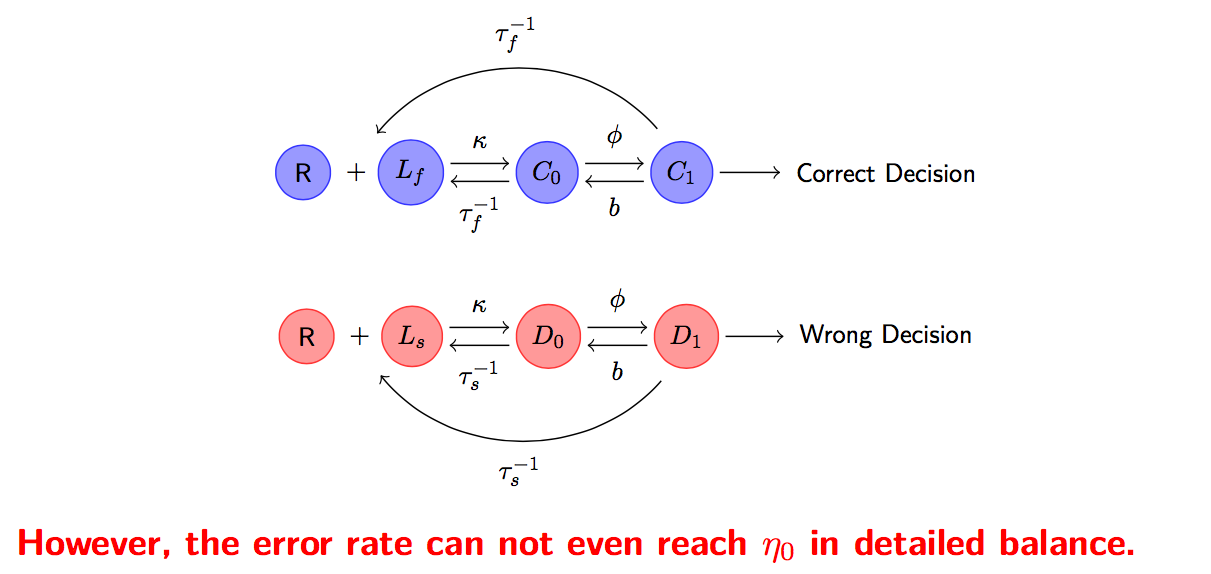 τ_f^{-1}
κ φ
R + L_f C_0 C_1 Correct Decision
τ_f^{-1} b
κ φ
R + L_s D_0 D_1 Wrong Decision
τ_s^{-1} b
τ_s^{-1}
However, the error rate can not even reach η_0 in detailed balance.